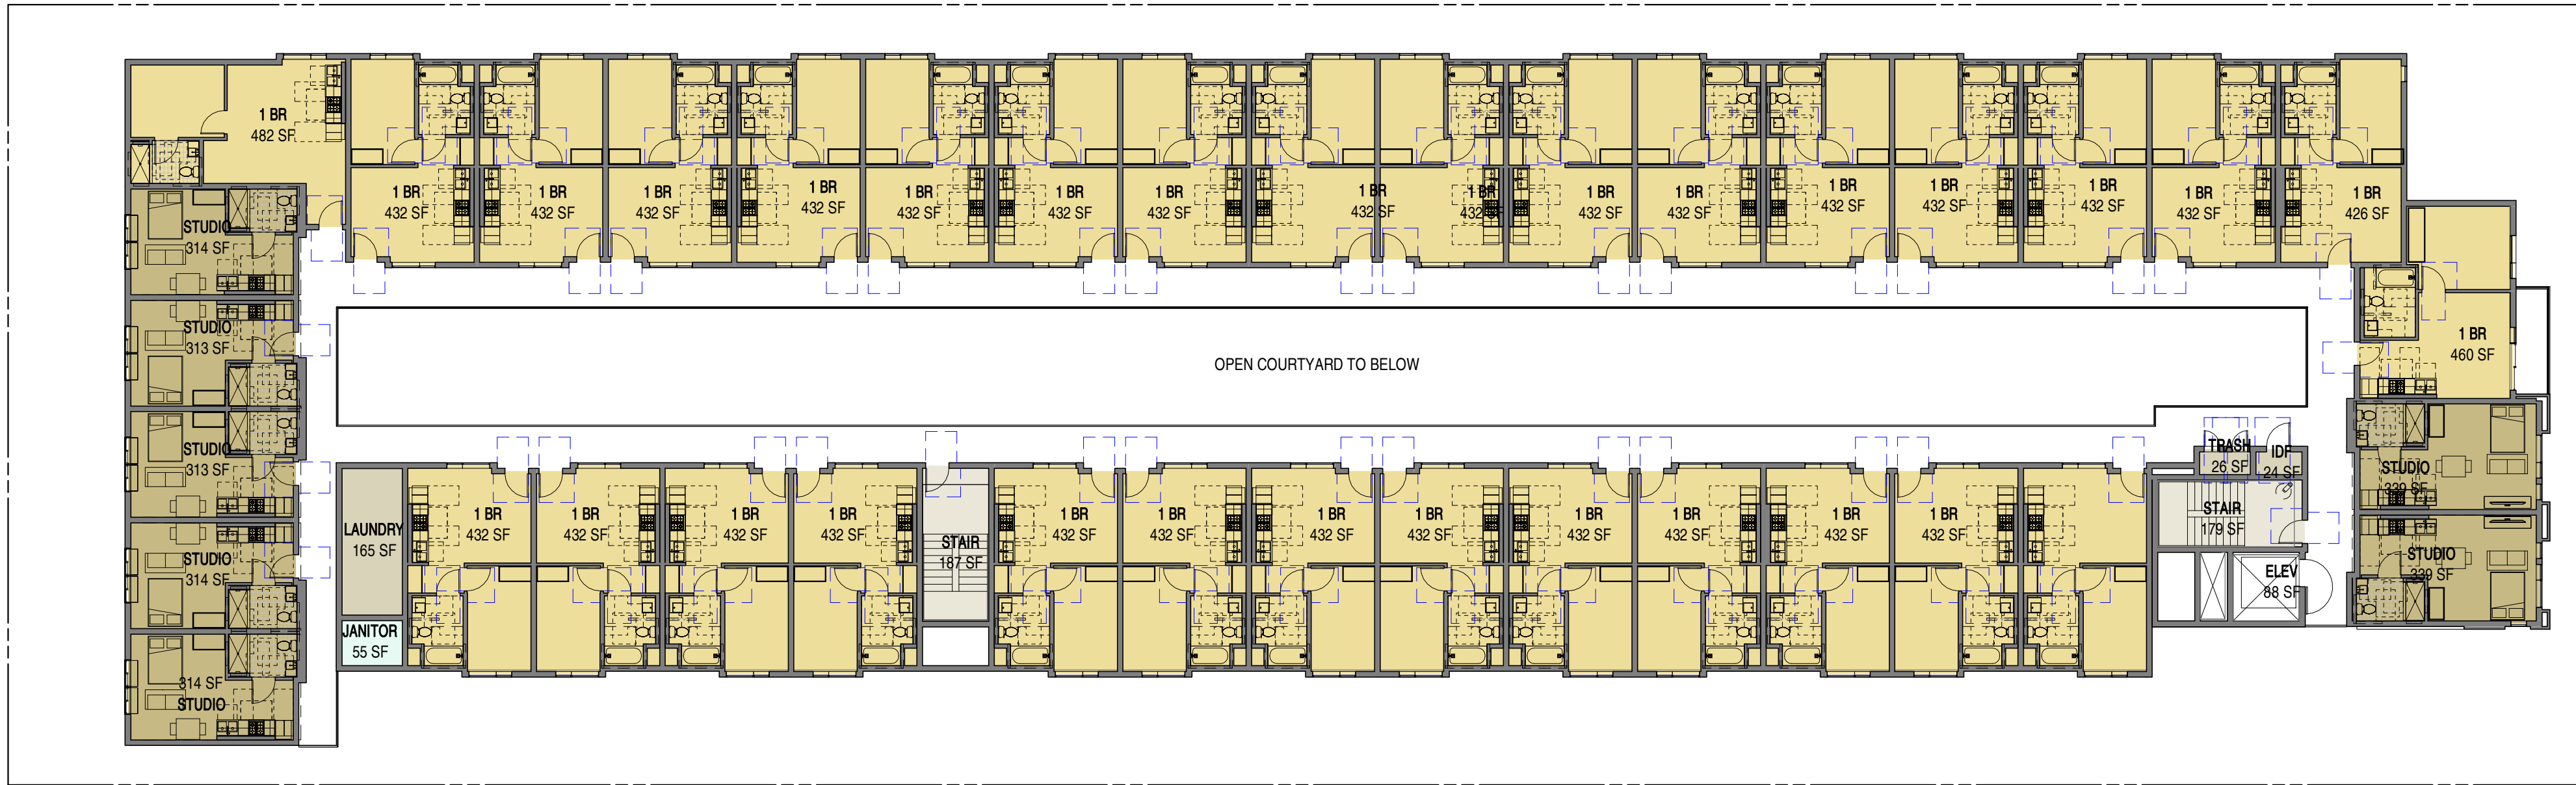 1 BR
482 SF
1 BR
432 SF
1 BR
432 SF
1 BR
432 SF
1 BR
432 SF
1 BR
432 SF
1 BR
432 SF
1 BR
432 SF
1 BR
432 SF
1 BR
432 SF
1 BR
432 SF
1 BR
432 SF
1 BR
432 SF
1 BR
432 SF
1 BR
432 SF
1 BR
432 SF
1 BR
426 SF
STUDIO
314 SF
STUDIO
313 SF
STUDIO
313 SF
STUDIO
314 SF
314 SF
STUDIO
OPEN COURTYARD TO BELOW
1 BR
460 SF
STUDIO
339 SF
STUDIO
339 SF
TRASH
26 SF
IDF
24 SF
STAIR
179 SF
ELEV
88 SF
LAUNDRY
165 SF
JANITOR
55 SF
1 BR
432 SF
1 BR
432 SF
1 BR
432 SF
1 BR
432 SF
STAIR
187 SF
1 BR
432 SF
1 BR
432 SF
1 BR
432 SF
1 BR
432 SF
1 BR
432 SF
1 BR
432 SF
1 BR
432 SF
1 BR
432 SF